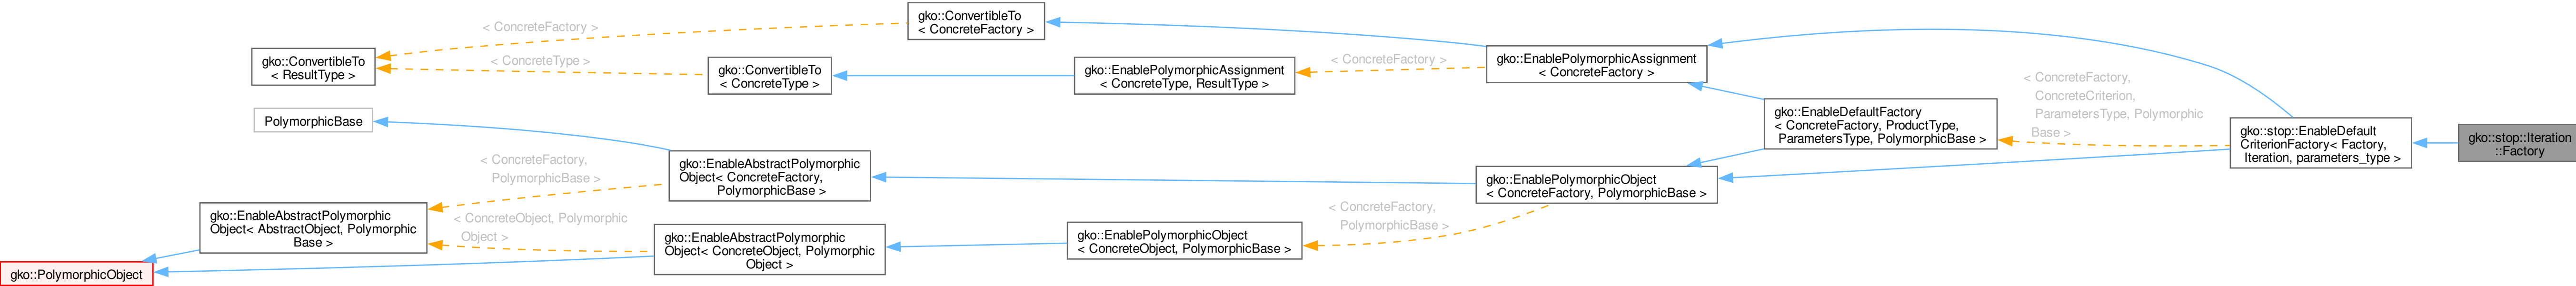 gko::ConvertibleTo
< ConcreteFactory >
< ConcreteFactory >
gko::ConvertibleTo
< ResultType >
< ConcreteType >
gko::ConvertibleTo
< ConcreteType >
gko::EnablePolymorphicAssignment
< ConcreteType, ResultType >
< ConcreteFactory >
gko::EnablePolymorphicAssignment
< ConcreteFactory >
PolymorphicBase
gko::EnableDefaultFactory
< ConcreteFactory, ProductType,
ParametersType, PolymorphicBase >
< ConcreteFactory,
ConcreteCriterion,
ParametersType, Polymorphic
Base >
gko::stop::EnableDefault
CriterionFactory< Factory,
Iteration, parameters_type >
gko::stop::Iteration
::Factory
< ConcreteFactory,
PolymorphicBase >
gko::EnableAbstractPolymorphic
Object< ConcreteFactory,
PolymorphicBase >
gko::EnablePolymorphicObject
< ConcreteFactory, PolymorphicBase >
gko::EnableAbstractPolymorphic
Object< AbstractObject, Polymorphic
Base >
< ConcreteObject, Polymorphic
Object >
gko::EnableAbstractPolymorphic
Object< ConcreteObject, Polymorphic
Object >
gko::EnablePolymorphicObject
< ConcreteObject, PolymorphicBase >
< ConcreteFactory,
PolymorphicBase >
gko::PolymorphicObject